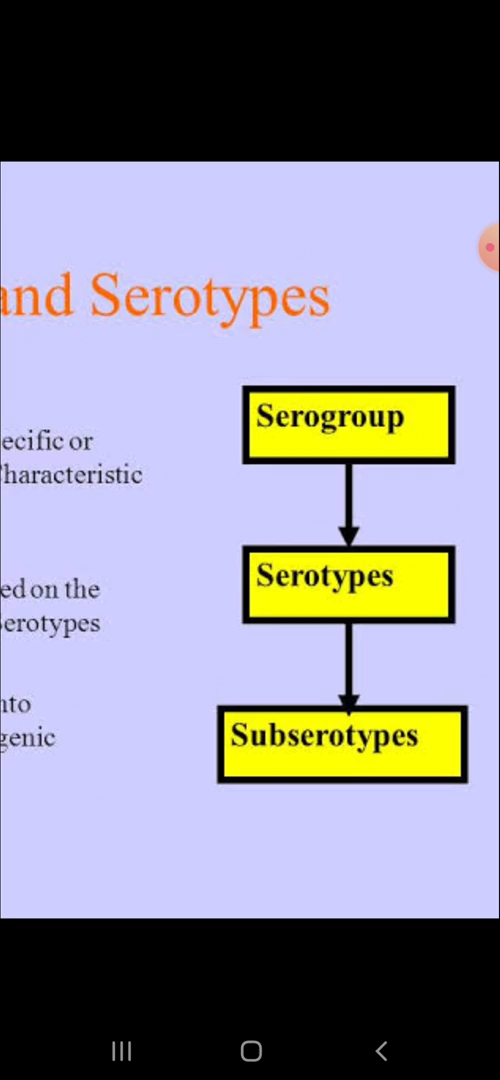 and Serotypes
Serogroup
ecific or
haracteristic
Serotypes
ed on the
erotypes
nto
genic
Subserotypes